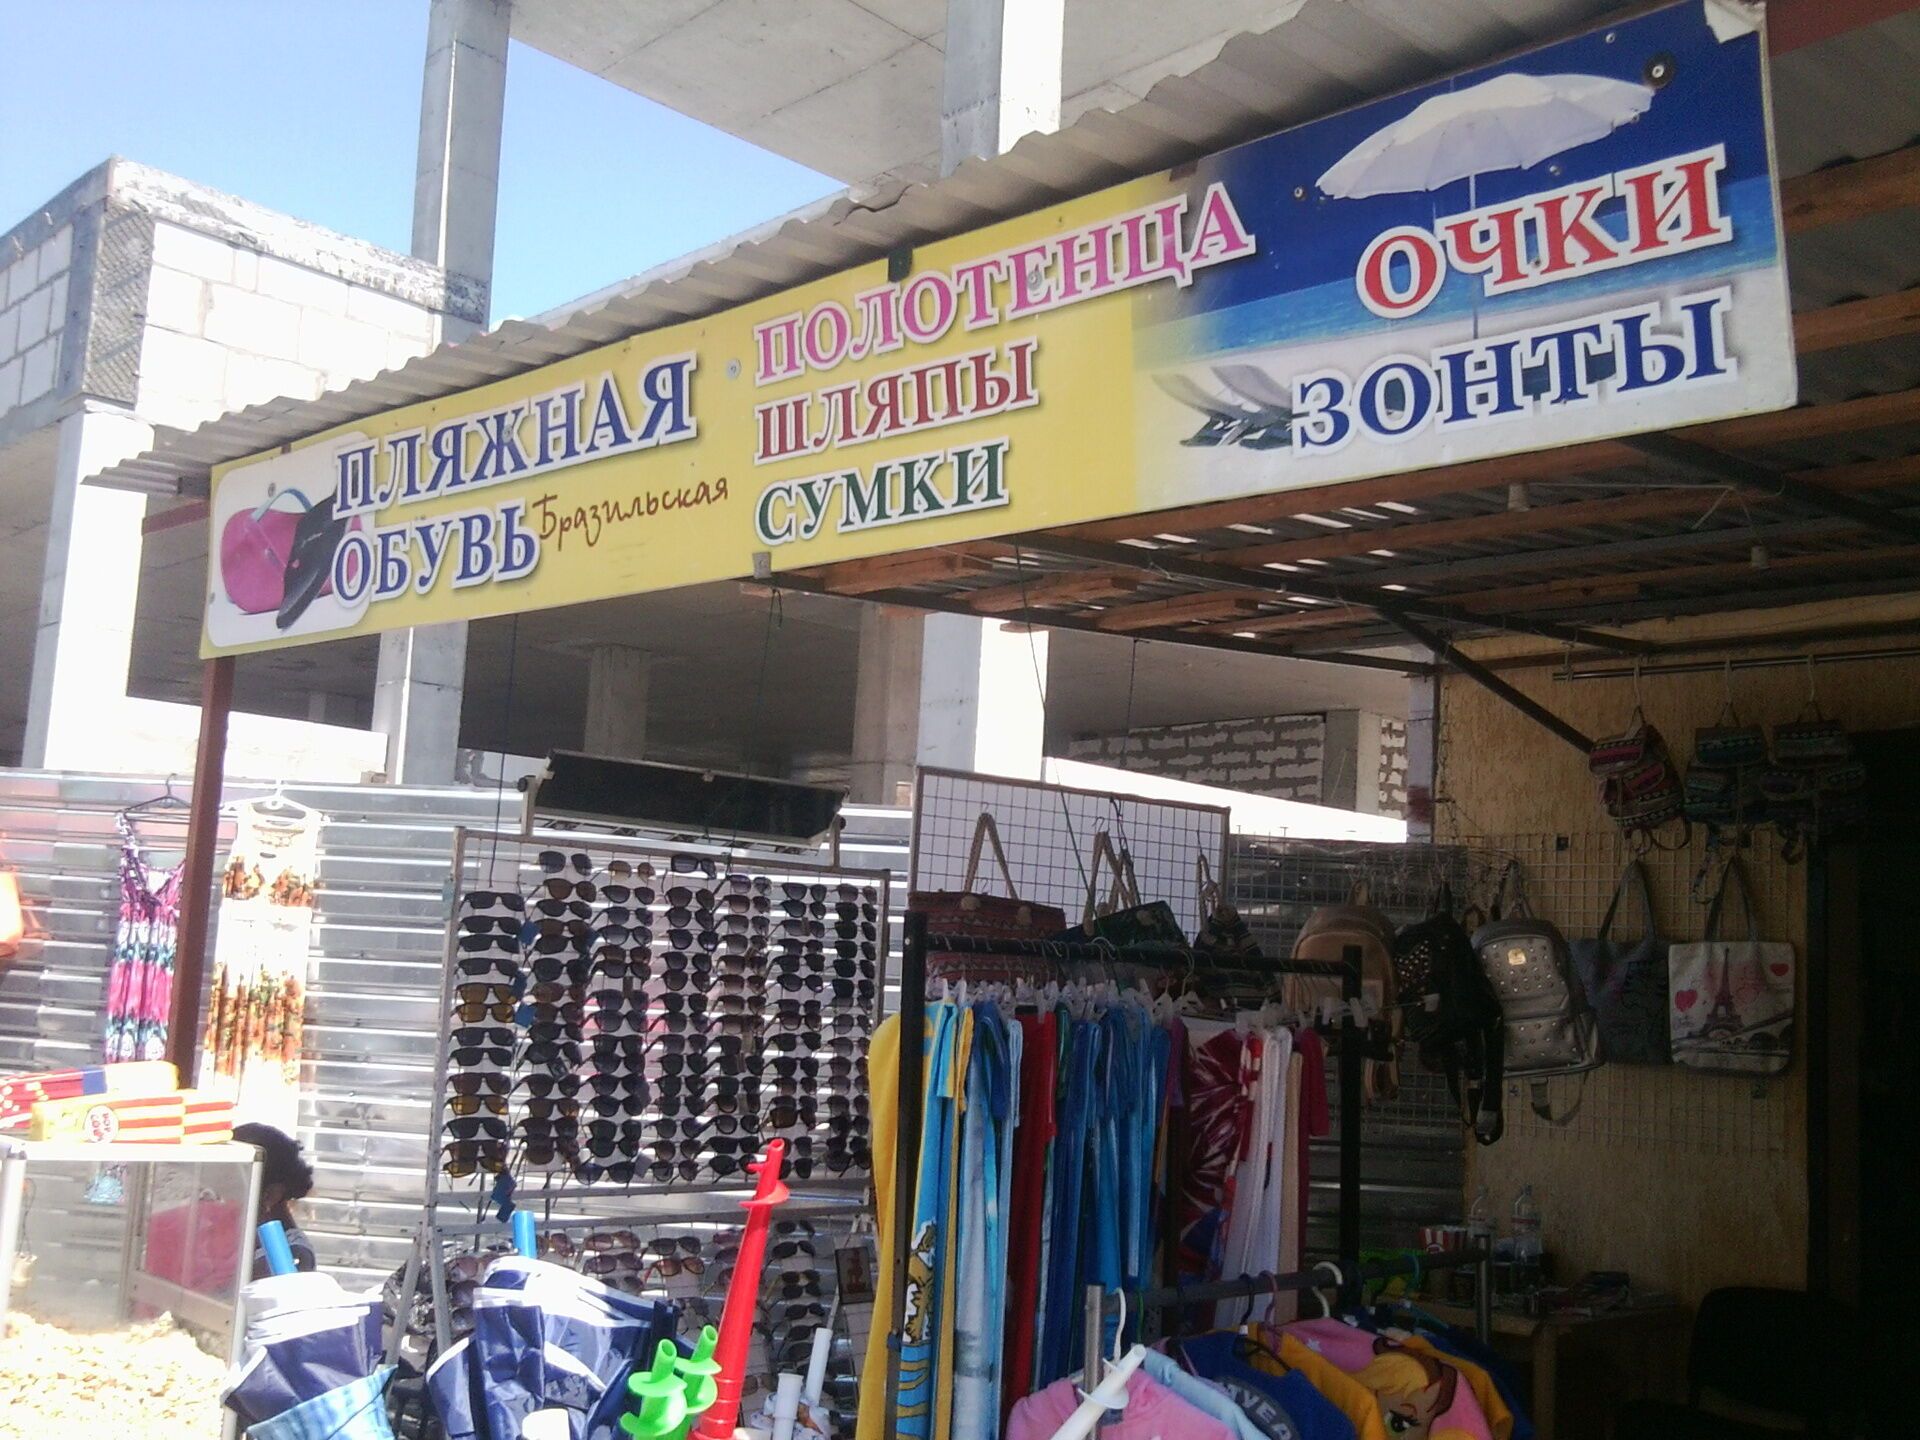 ПЛЯЖНАЯ
ОБУВЬ Бразильская
ПОЛОТЕНЦА
ШЛЯПЫ
СУМКИ
ОЧКИ
ЗОНТЫ